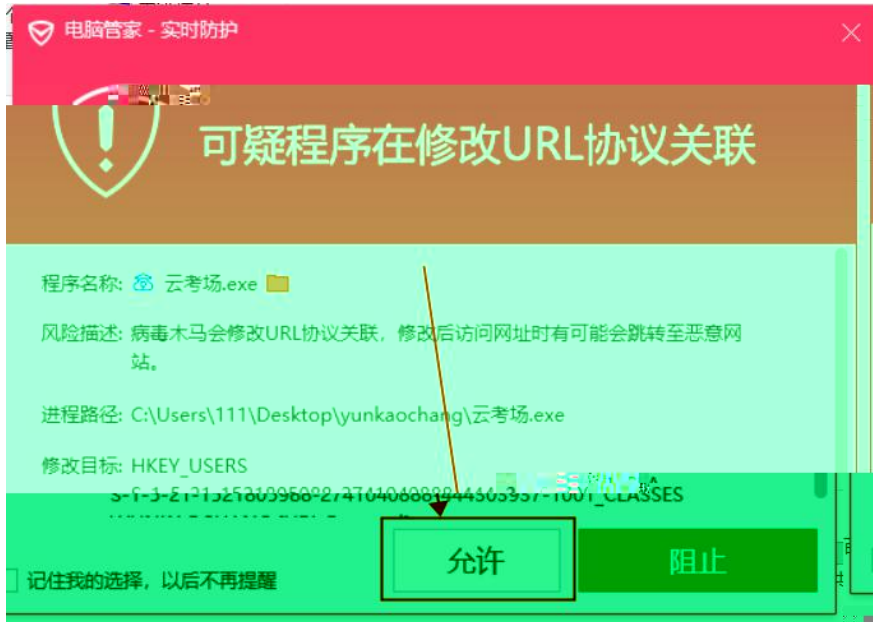 电脑管家 - 实时防护
可疑程序在修改URL协议关联
程序名称: 云考场.exe
风险描述: 病毒木马会修改URL协议关联，修改后访问网址时有可能会跳转至恶意网
站。
进程路径: C:\Users\111\Desktop\yunkaochang\云考场.exe
修改目标: HKEY_USERS
记住我的选择，以后不再提醒
允许
阻止